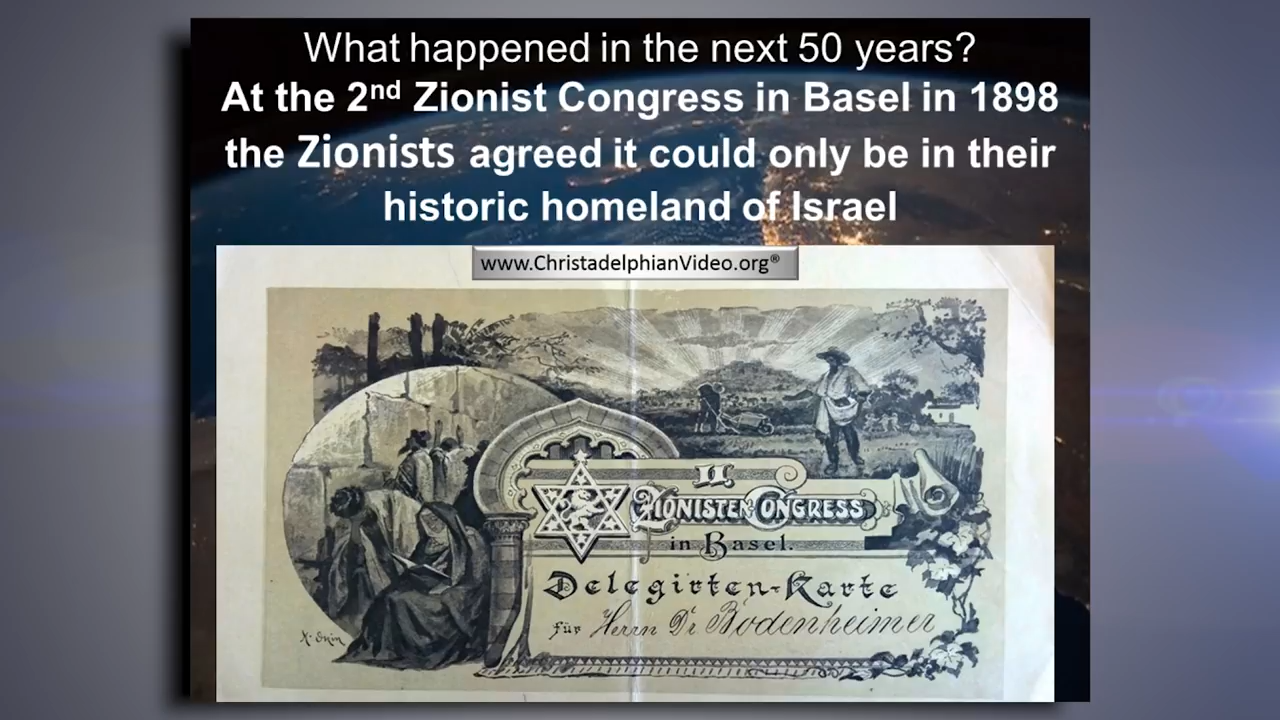 What happened in the next 50 years?
At the 2nd Zionist Congress in Basel in 1898
the Zionists agreed it could only be in their
historic homeland of Israel
www.ChristadelphianVideo.org®
II.
ZIONISTEN-CONGRESS
in Basel.
Delegirten-Karte
für Herrn Dr Bodenheimer